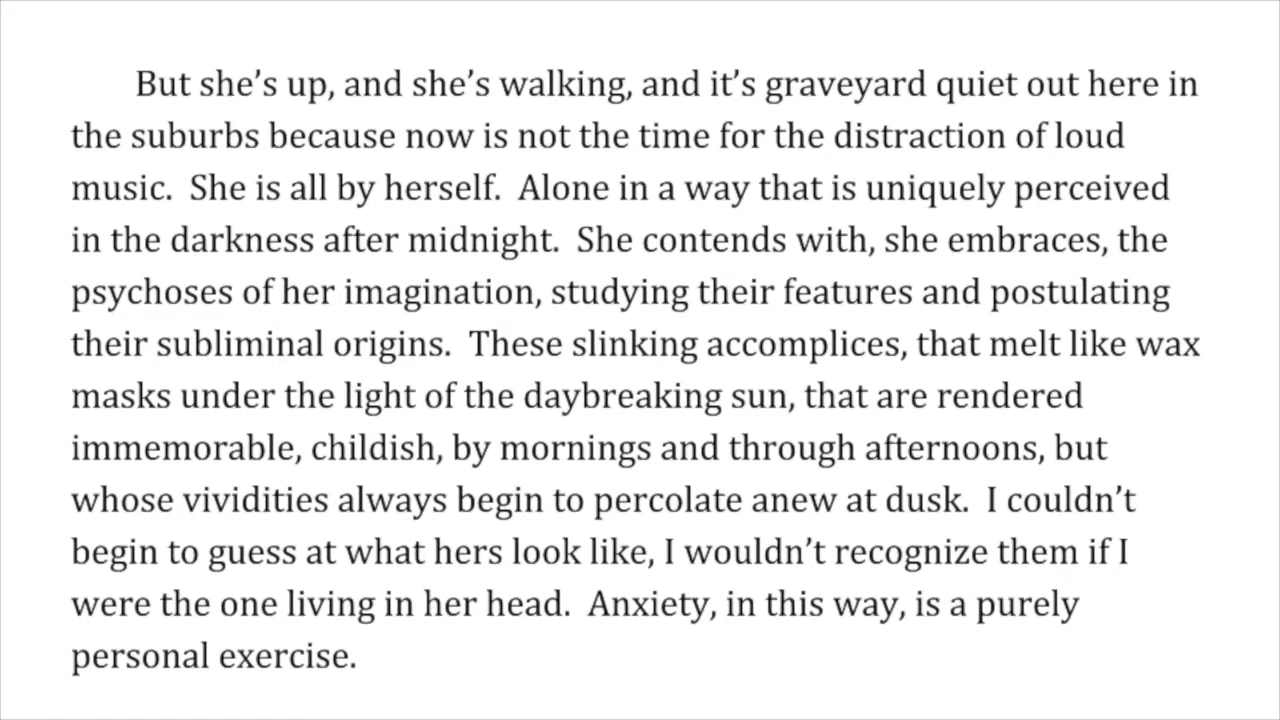 But she’s up, and she’s walking, and it’s graveyard quiet out here in
the suburbs because now is not the time for the distraction of loud
music.  She is all by herself.  Alone in a way that is uniquely perceived
in the darkness after midnight.  She contends with, she embraces, the
psychoses of her imagination, studying their features and postulating
their subliminal origins.  These slinking accomplices, that melt like wax
masks under the light of the daybreaking sun, that are rendered
immemorable, childish, by mornings and through afternoons, but
whose vividities always begin to percolate anew at dusk.  I couldn’t
begin to guess at what hers look like, I wouldn’t recognize them if I
were the one living in her head.  Anxiety, in this way, is a purely
personal exercise.